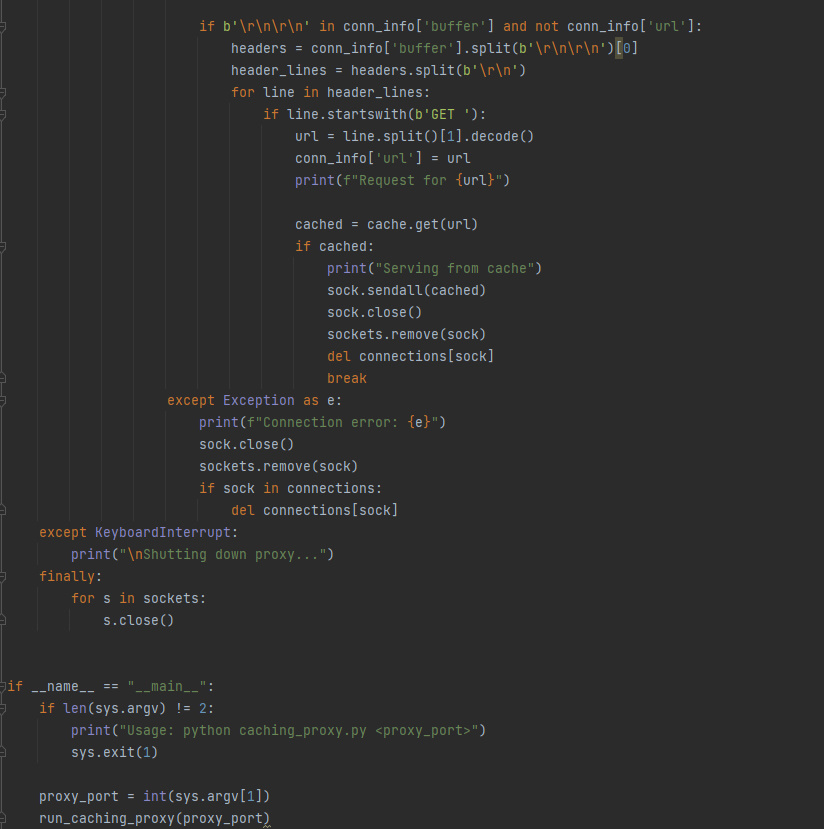 if b'\r\n\r\n' in conn_info['buffer'] and not conn_info['url']:
headers = conn_info['buffer'].split(b'\r\n\r\n')[0]
header_lines = headers.split(b'\r\n')
for line in header_lines:
if line.startswith(b'GET '):
url = line.split()[1].decode()
conn_info['url'] = url
print(f"Request for {url}")
cached = cache.get(url)
if cached:
print("Serving from cache")
sock.sendall(cached)
sock.close()
sockets.remove(sock)
del connections[sock]
break
except Exception as e:
print(f"Connection error: {e}")
sock.close()
sockets.remove(sock)
if sock in connections:
del connections[sock]
except KeyboardInterrupt:
print("\nShutting down proxy...")
finally:
for s in sockets:
s.close()
if __name__ == "__main__":
if len(sys.argv) != 2:
print("Usage: python caching_proxy.py <proxy_port>")
sys.exit(1)
proxy_port = int(sys.argv[1])
run_caching_proxy(proxy_port)